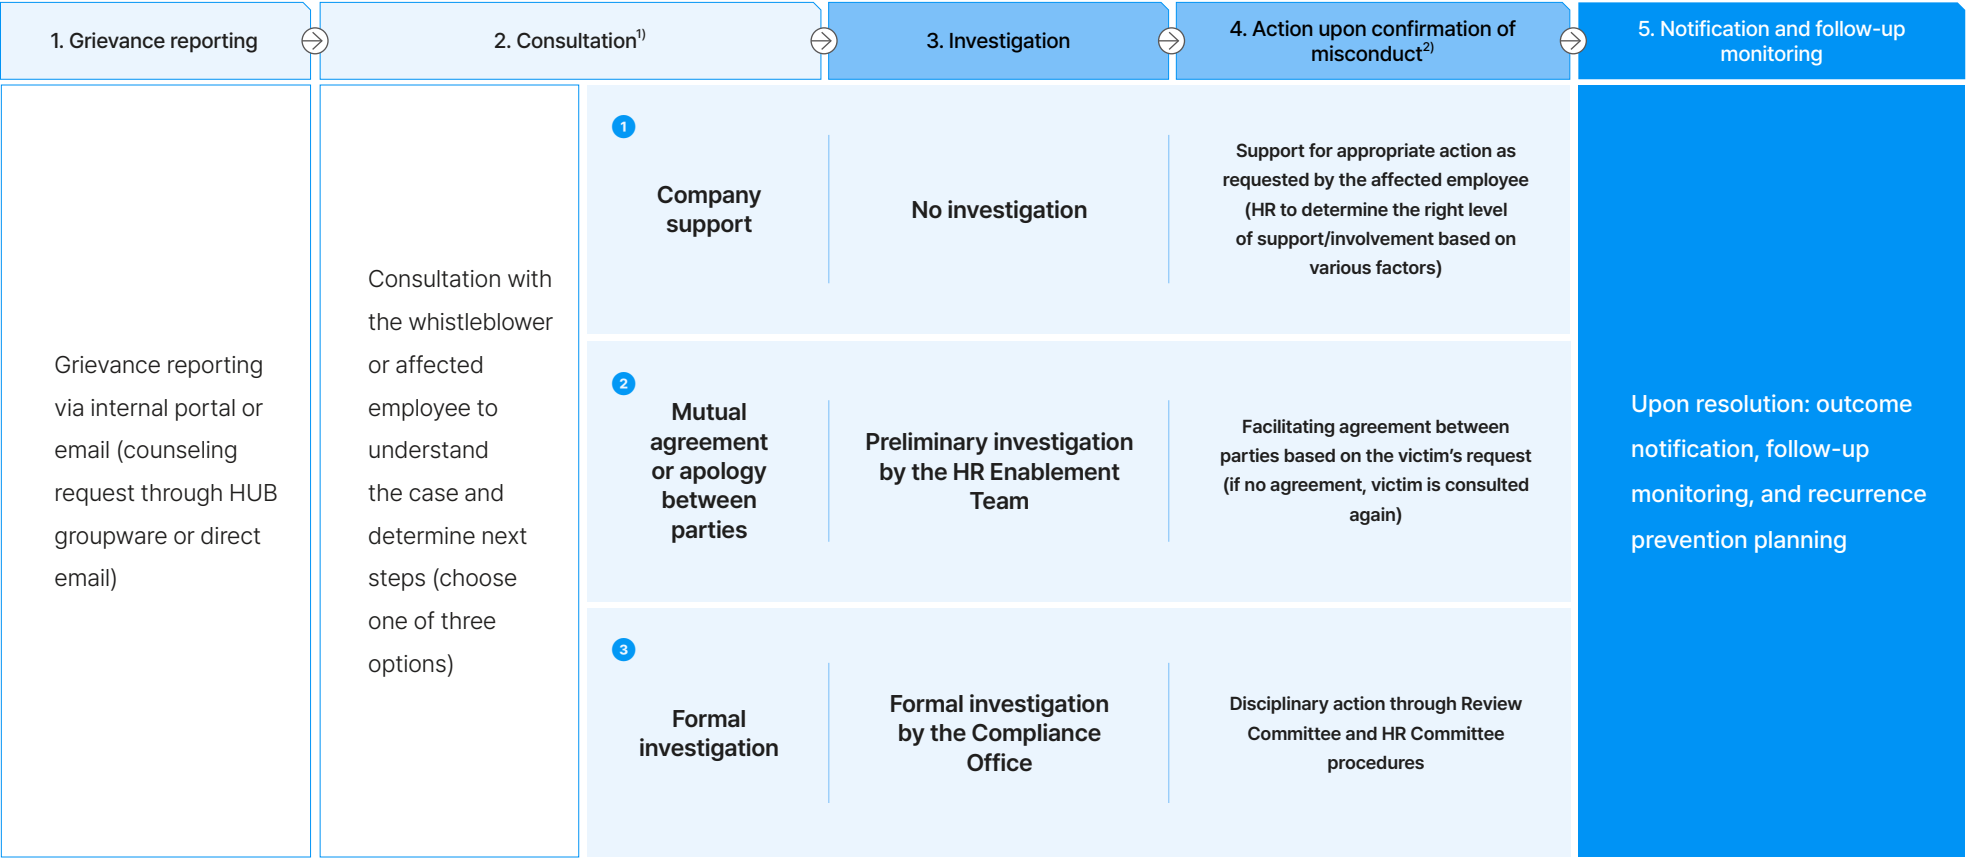 1. Grievance reporting
2. Consultation1)
3. Investigation
4. Action upon confirmation of
misconduct2)
5. Notification and follow-up
monitoring
Grievance reporting
via internal portal or
email (counseling
request through HUB
groupware or direct
email)
Consultation with
the whistleblower
or affected
employee to
understand
the case and
determine next
steps (choose
one of three
options)
1
Company
support
No investigation
Support for appropriate action as
requested by the affected employee
(HR to determine the right level
of support/involvement based on
various factors)
2
Mutual
agreement
or apology
between
parties
Preliminary investigation
by the HR Enablement
Team
Facilitating agreement between
parties based on the victim’s request
(if no agreement, victim is consulted
again)
3
Formal
investigation
Formal investigation
by the Compliance
Office
Disciplinary action through Review
Committee and HR Committee
procedures
Upon resolution: outcome
notification, follow-up
monitoring, and recurrence
prevention planning